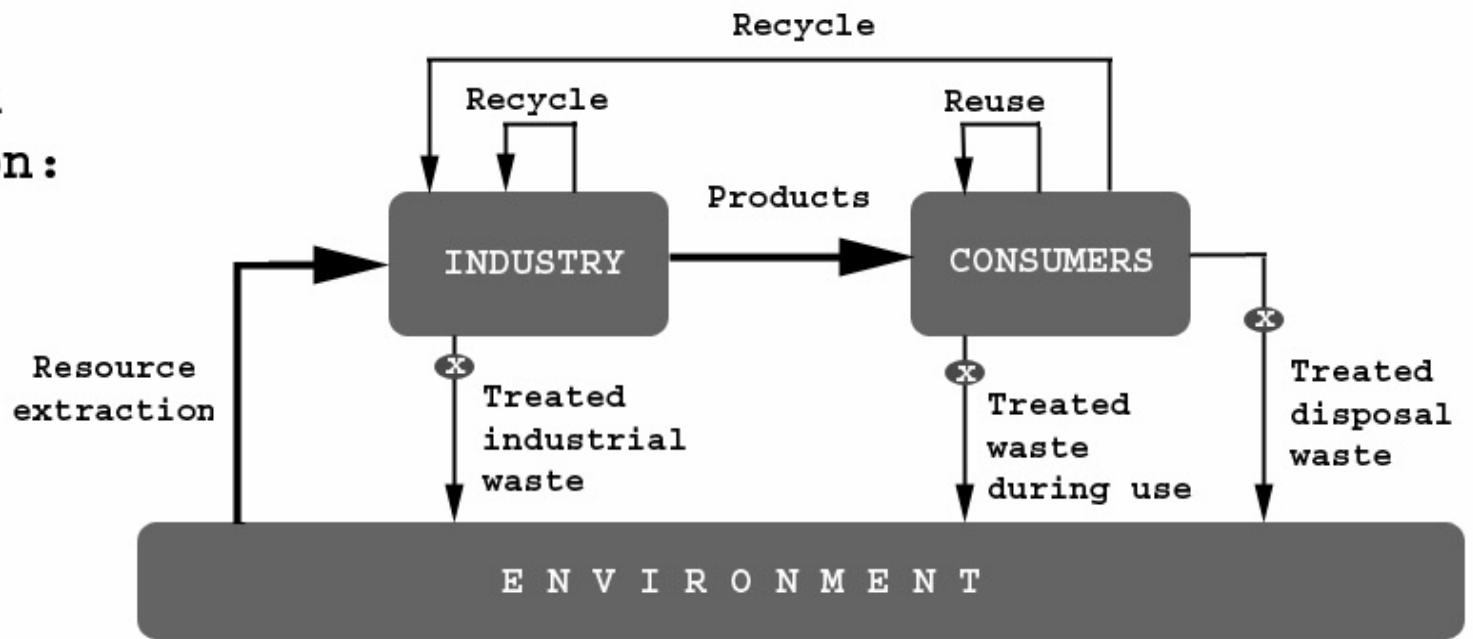 Recycle
Recycle
Reuse
n:
Products
INDUSTRY
CONSUMERS
Resource
extraction
Treated
industrial
waste
Treated
waste
during use
Treated
disposal
waste
X
X
X
E N V I R O N M E N T